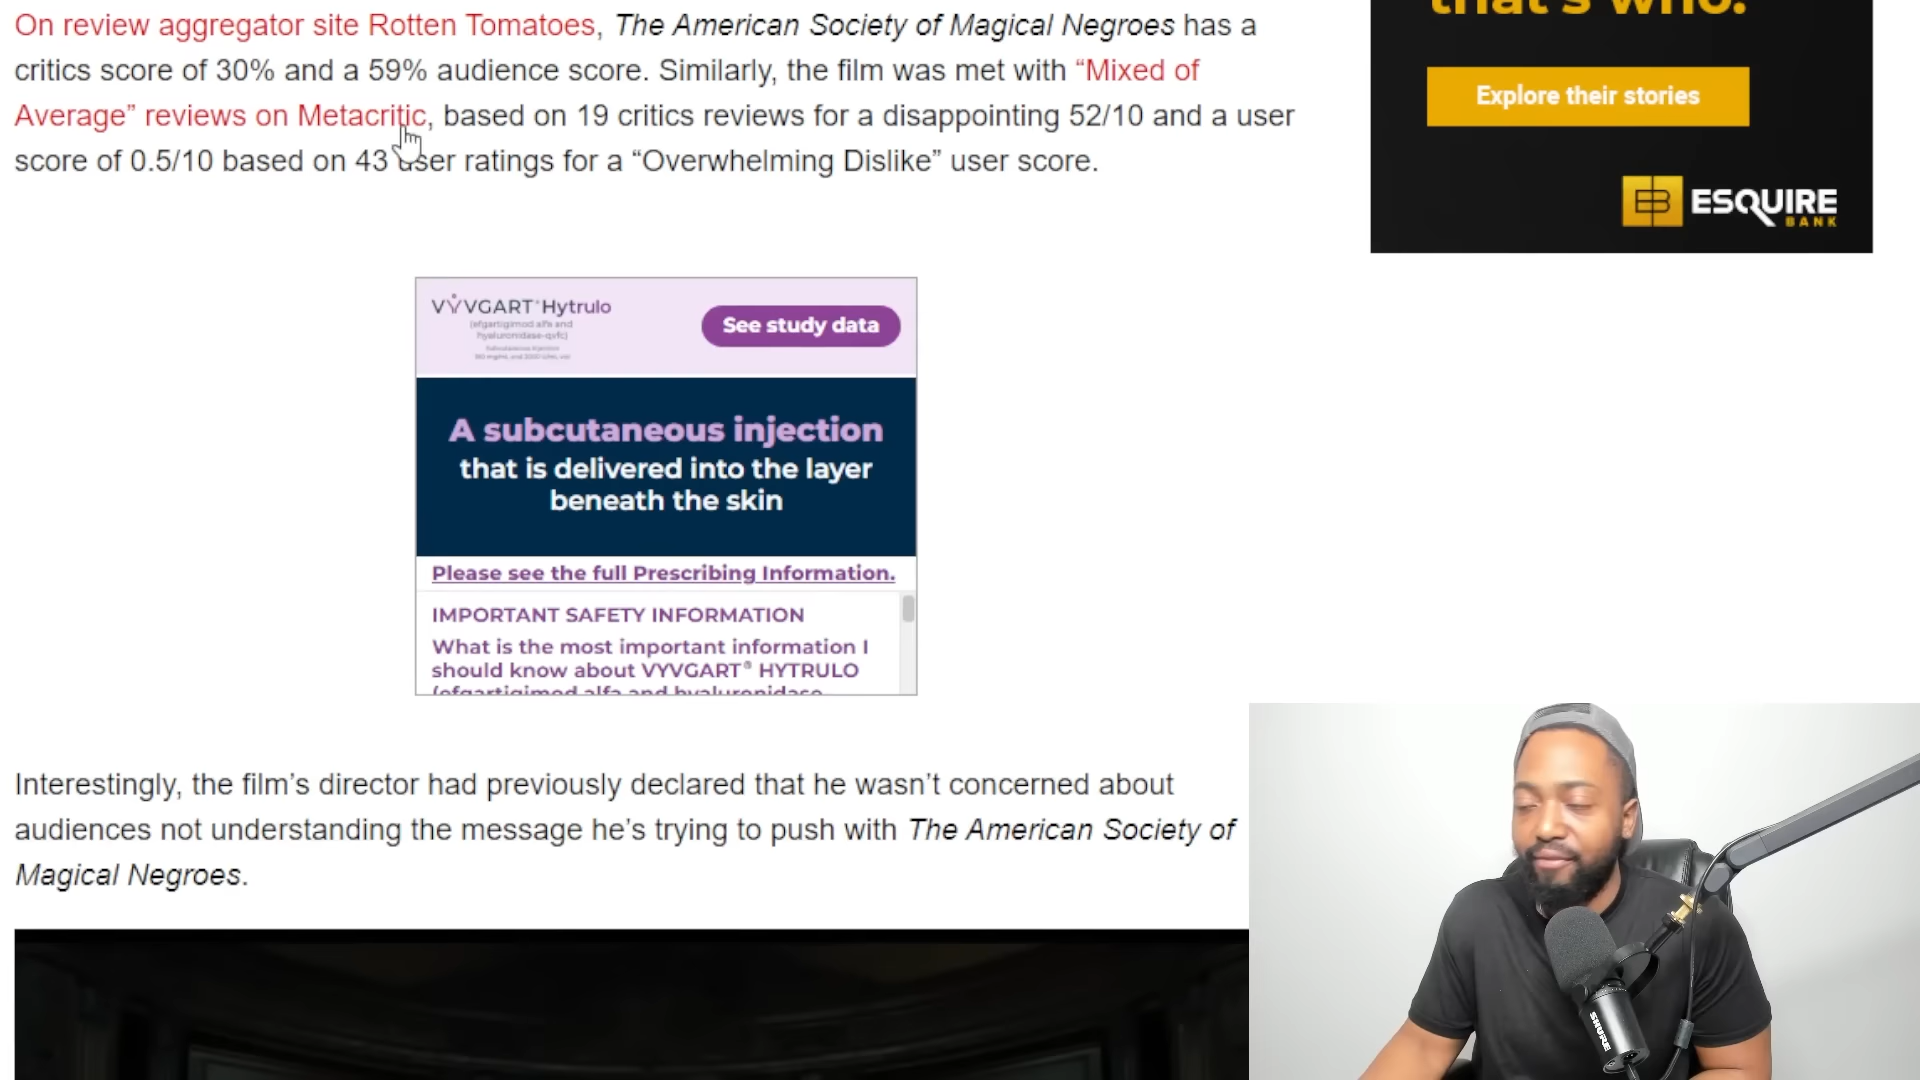 On review aggregator site Rotten Tomatoes, The American Society of Magical Negroes has a
critics score of 30% and a 59% audience score. Similarly, the film was met with “Mixed of
Average” reviews on Metacritic, based on 19 critics reviews for a disappointing 52/10 and a user
score of 0.5/10 based on 43 user ratings for a “Overwhelming Dislike” user score.
that's who.
Explore their stories
ESQUIRE
BANK
VYVGART® Hytrulo
(efgartigimod alfa and
hyaluronidase-qvfc)
See study data
A subcutaneous injection
that is delivered into the layer
beneath the skin
Please see the full Prescribing Information.
IMPORTANT SAFETY INFORMATION
What is the most important information I
should know about VYVGART® HYTRULO
(efgartigimod alfa and hyaluronidase
Interestingly, the film’s director had previously declared that he wasn’t concerned about
audiences not understanding the message he’s trying to push with The American Society of
Magical Negroes.
SHURE